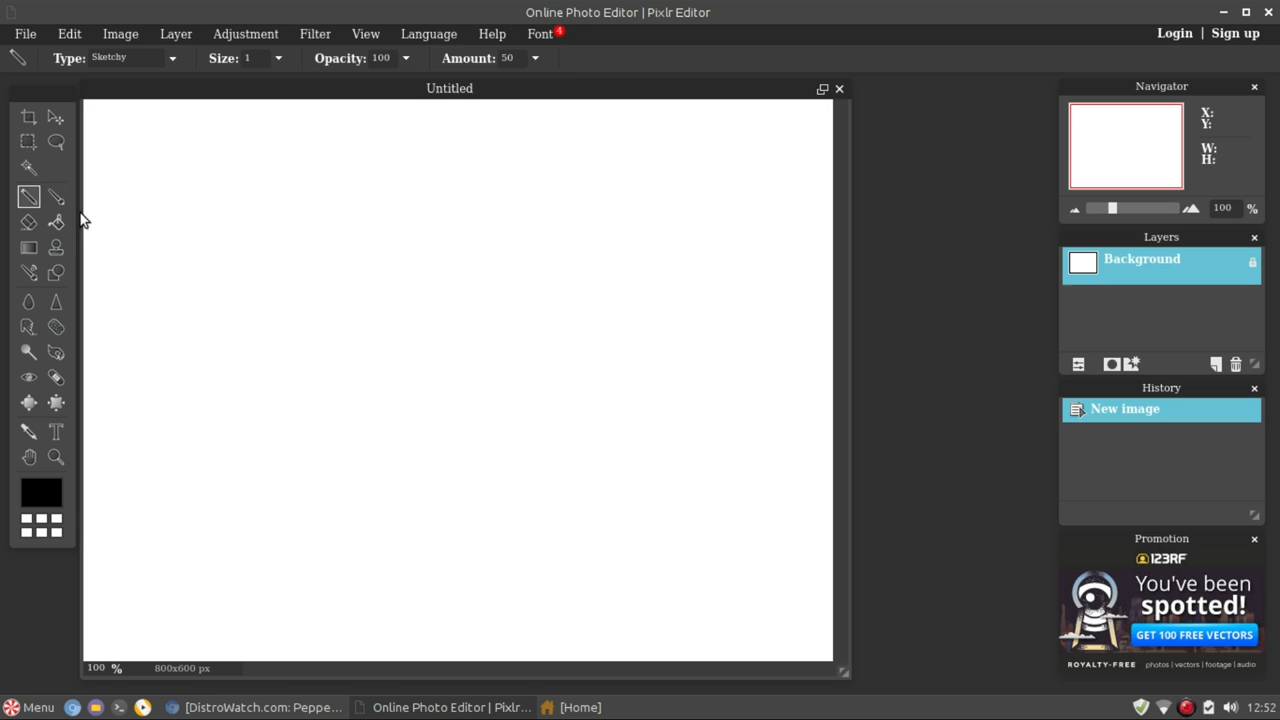 Online Photo Editor | Pixlr Editor
File Edit Image Layer Adjustment Filter View Language Help Font 4 Login | Sign up
Type: Sketchy Size: 1 Opacity: 100 Amount: 50
Untitled
Navigator
X:
Y:
W:
H:
100 %
Layers
Background
History
New image
Promotion
123RF
You've been
spotted!
GET 100 FREE VECTORS
ROYALTY-FREE photos | vectors | footage | audio
100 % 800x600 px
Menu [DistroWatch.com: Peppe... Online Photo Editor | Pixlr... [Home] 12:52